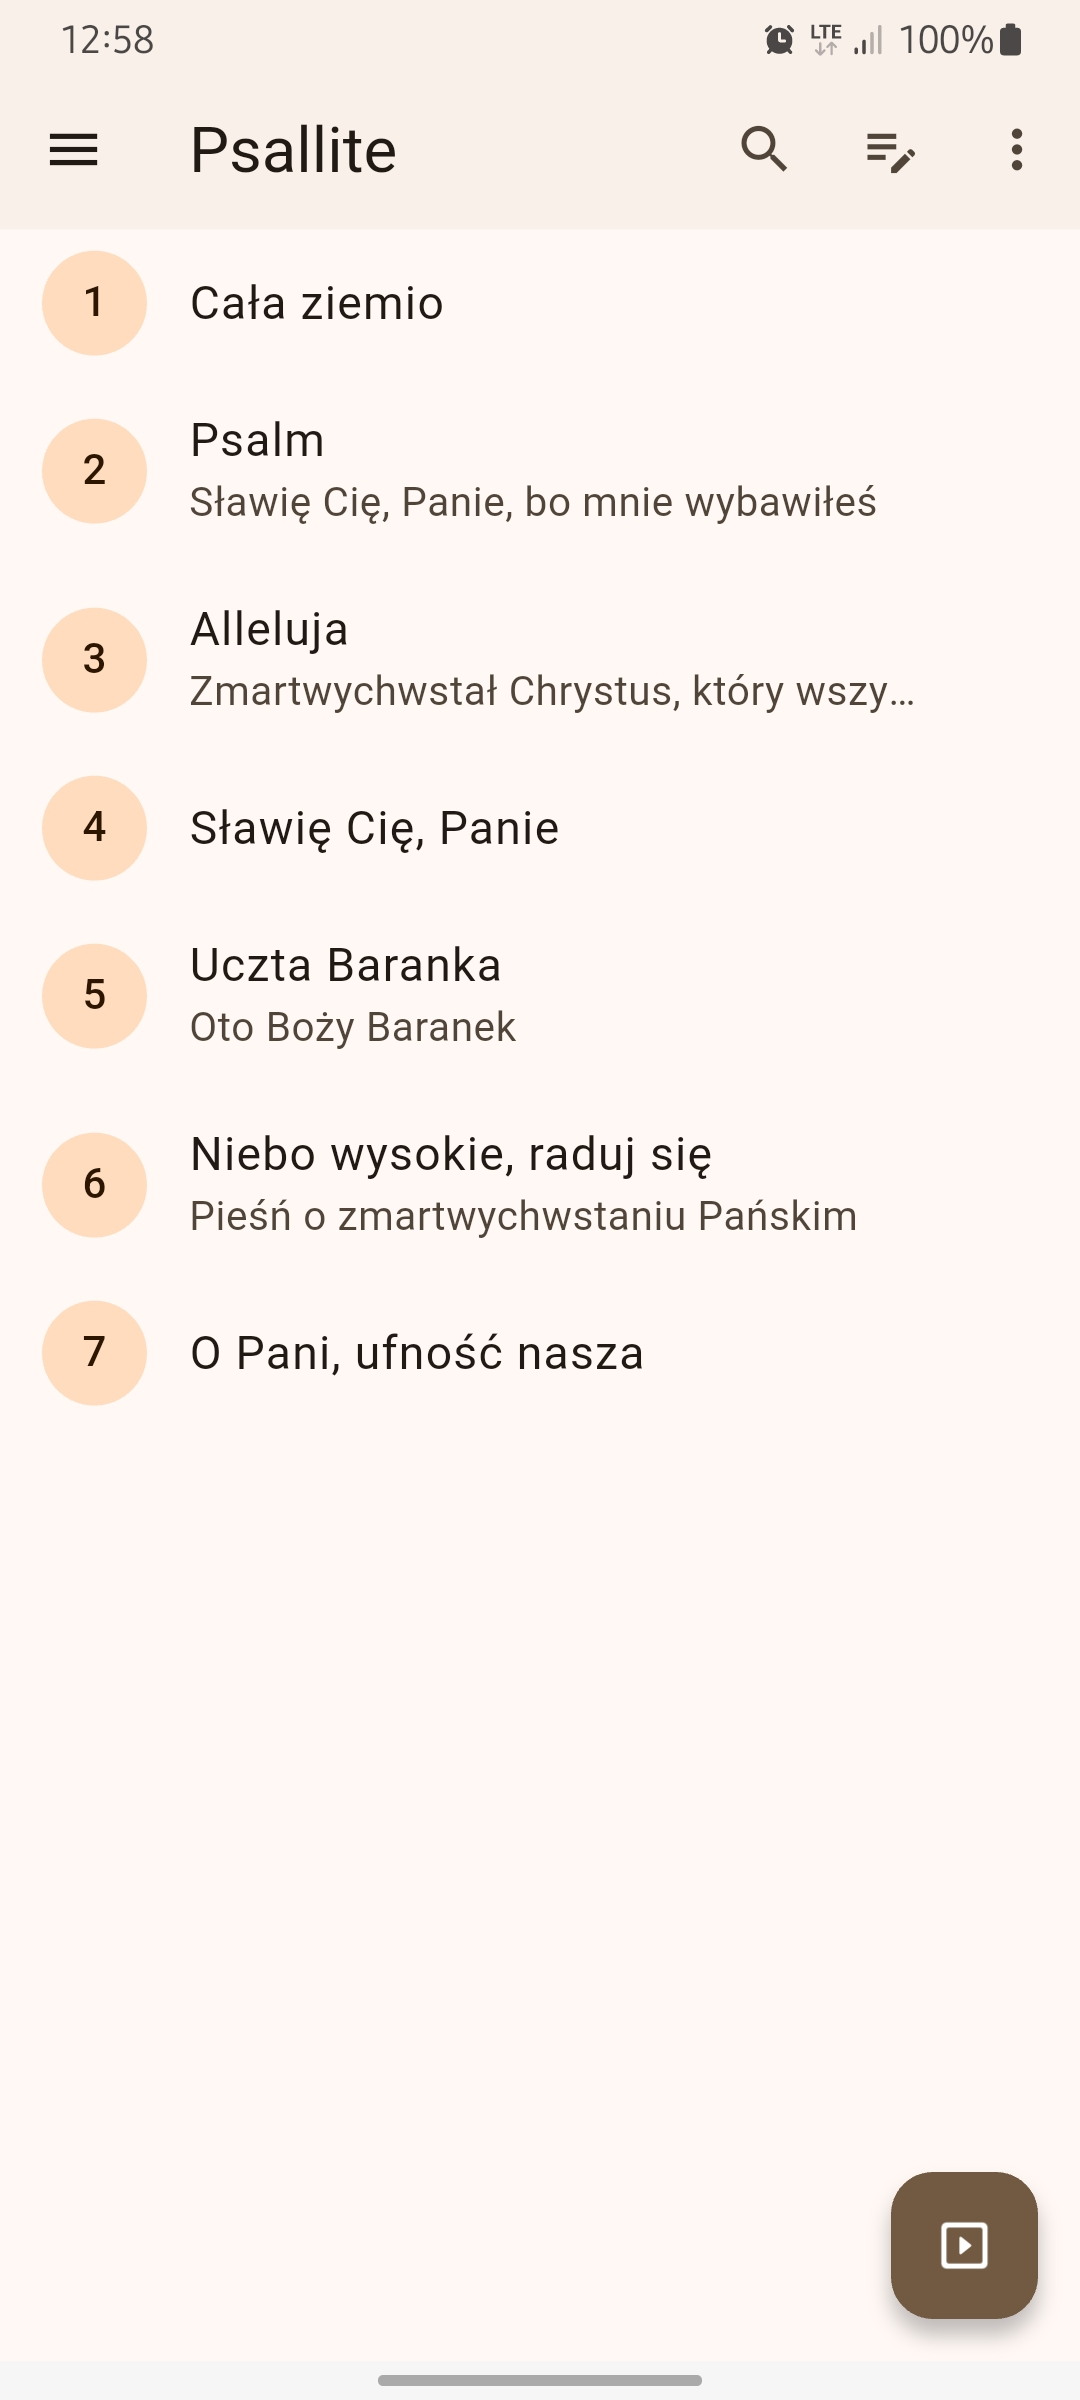 12:58
LTE 100%
Psallite
1 Cała ziemio
2 Psalm
Sławię Cię, Panie, bo mnie wybawiłeś
3 Alleluja
Zmartwychwstał Chrystus, który wszy…
4 Sławię Cię, Panie
5 Uczta Baranka
Oto Boży Baranek
6 Niebo wysokie, raduj się
Pieśń o zmartwychwstaniu Pańskim
7 O Pani, ufność nasza